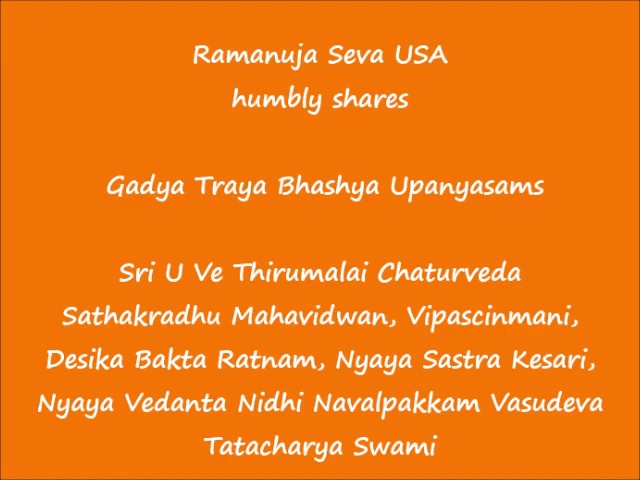 Ramanuja Seva USA
humbly shares
Gadya Traya Bhashya Upanyasams
Sri U Ve Thirumalai Chaturveda
Sathakradhu Mahavidwan, Vipascinmani,
Desika Bakta Ratnam, Nyaya Sastra Kesari,
Nyaya Vedanta Nidhi Navalpakkam Vasudeva
Tatacharya Swami